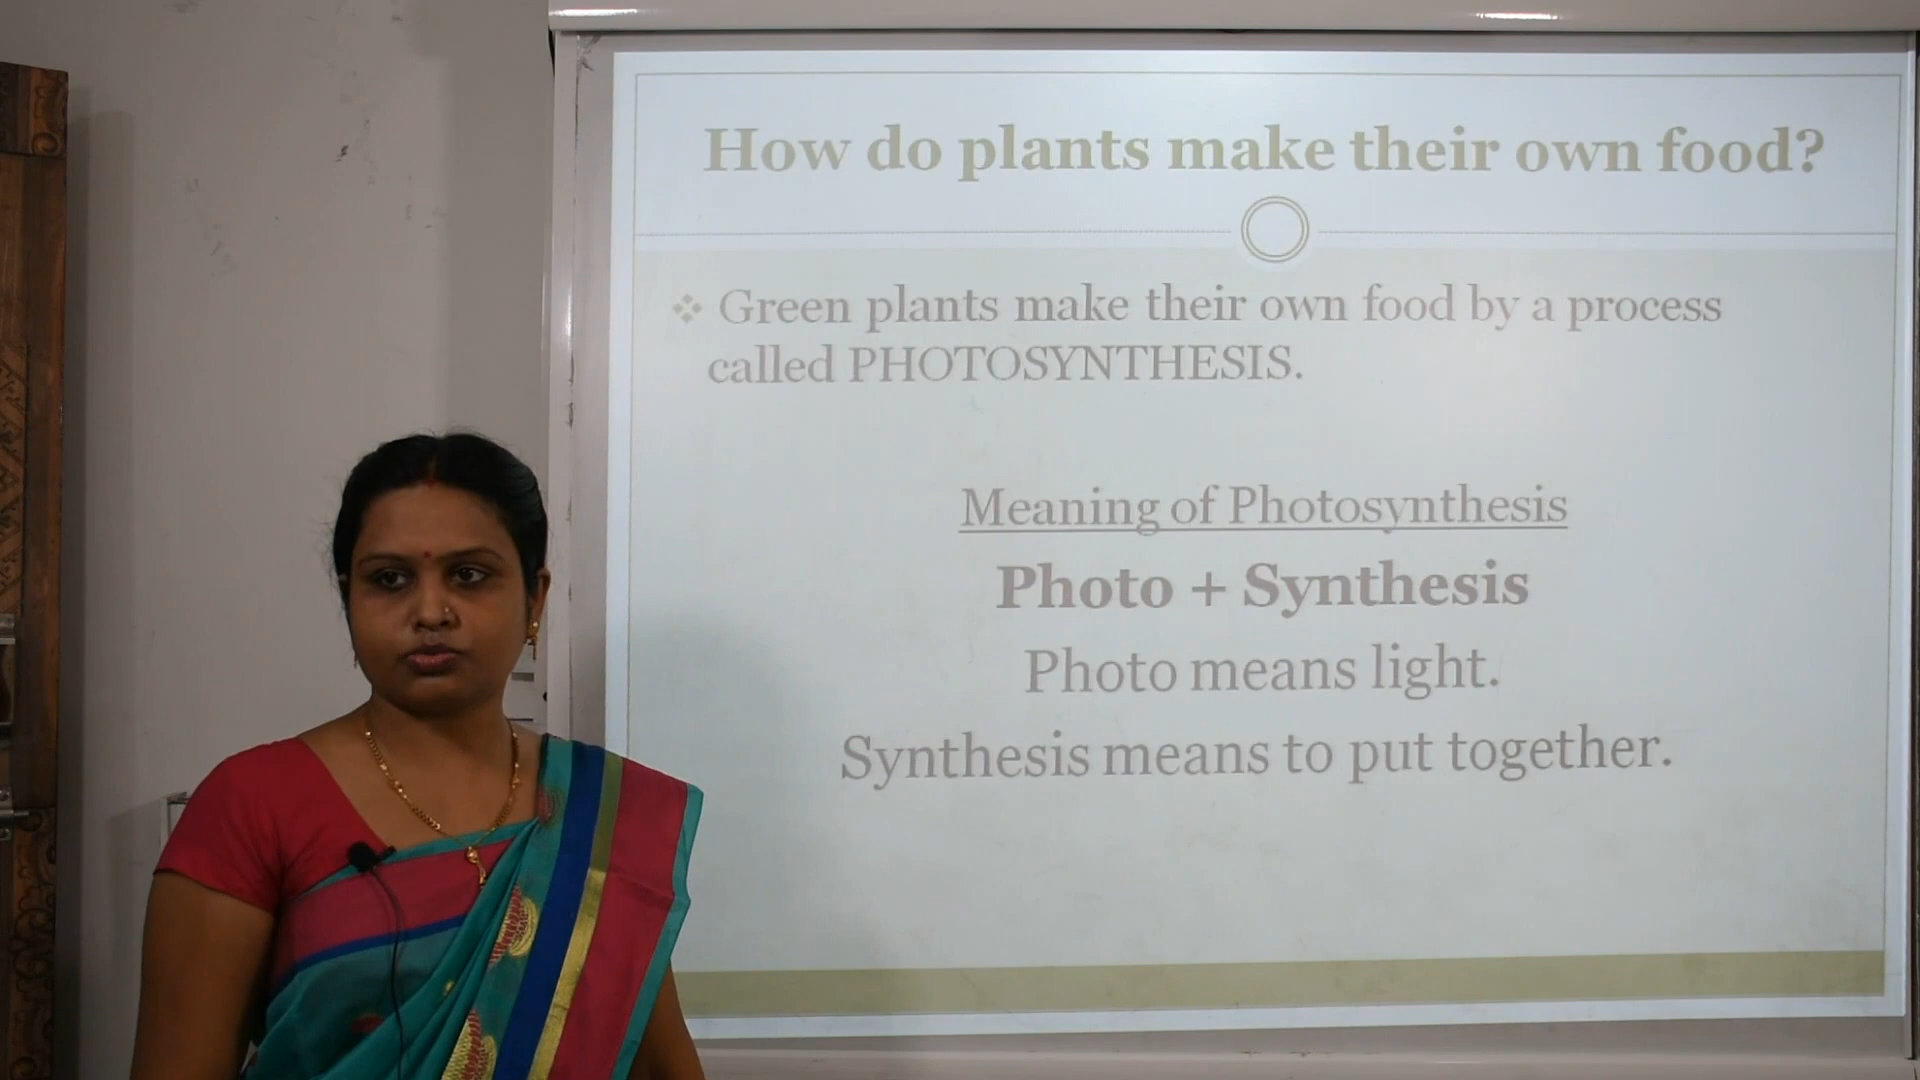 How do plants make their own food?
Green plants make their own food by a process
called PHOTOSYNTHESIS.
Meaning of Photosynthesis
Photo + Synthesis
Photo means light.
Synthesis means to put together.